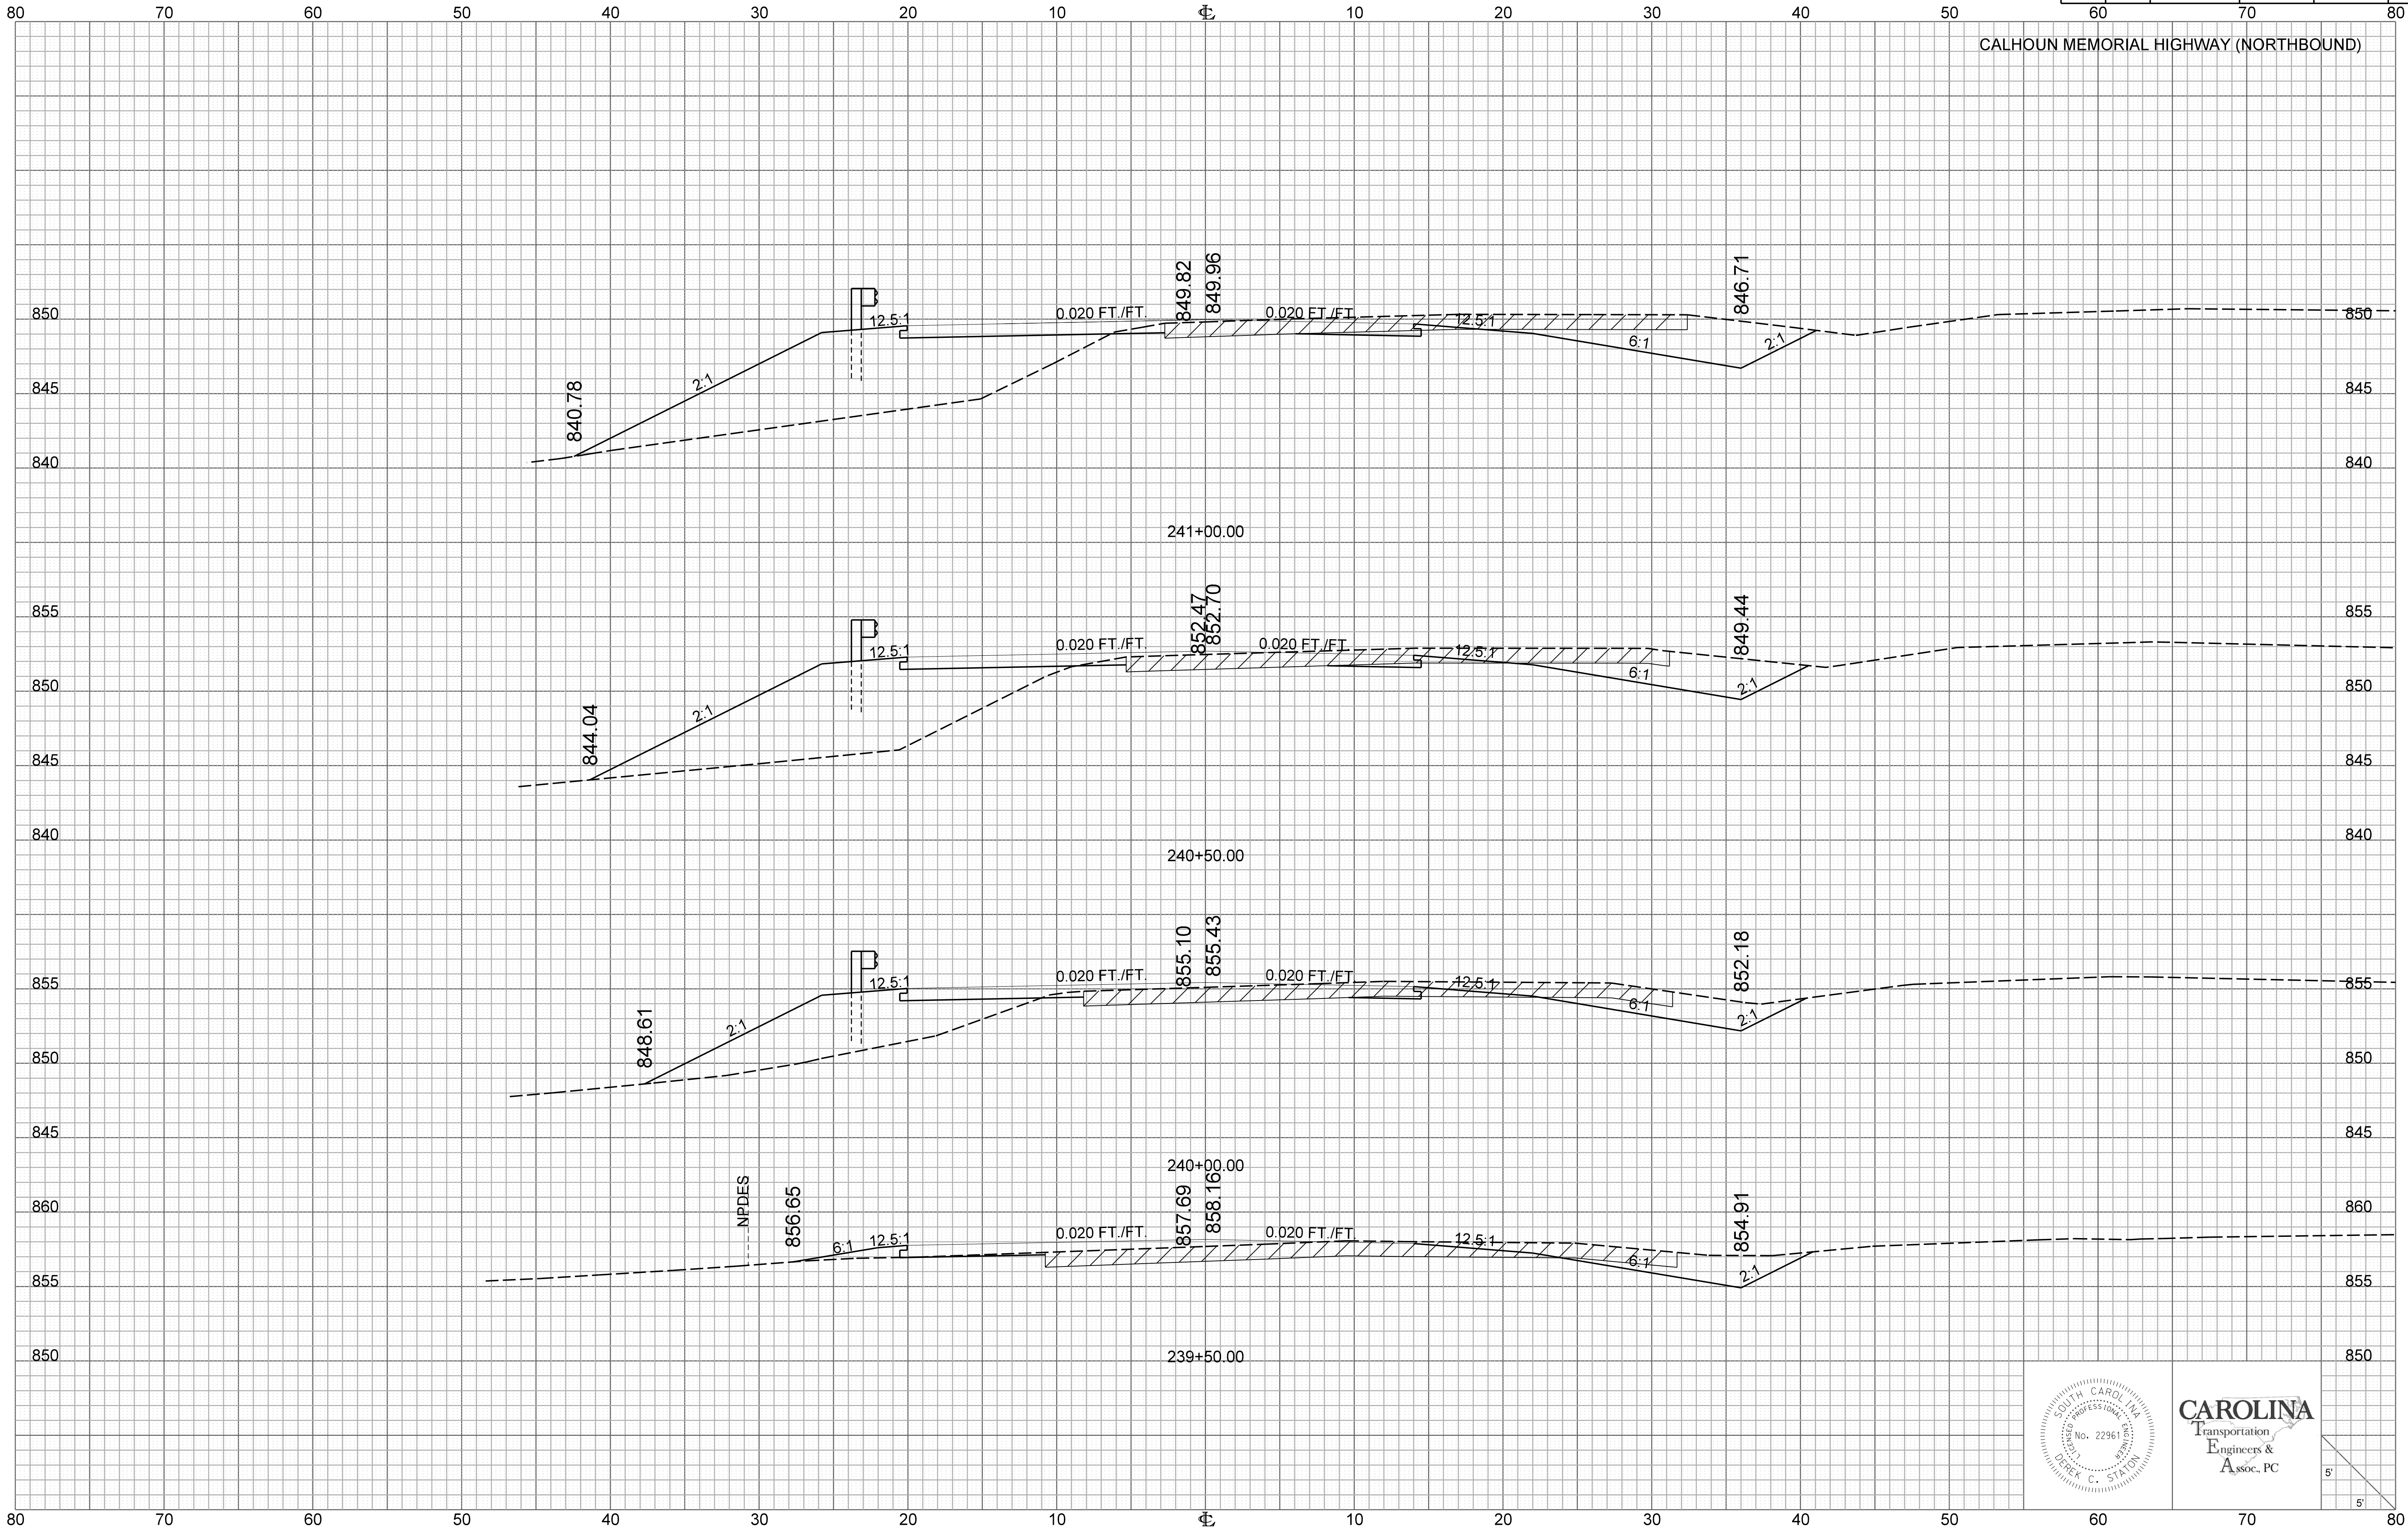 80 70 60 50 40 30 20 10 ℄ 10 20 30 40 50 60 70 80
CALHOUN MEMORIAL HIGHWAY (NORTHBOUND)
849.82
849.96
846.71
850 12.5:1 0.020 FT./FT. 0.020 FT./FT. 12.5:1 850
6:1
2:1
2:1
840.78
845 845
840 840
241+00.00
852.47
852.70
849.44
855 855
12.5:1 0.020 FT./FT. 0.020 FT./FT. 12.5:1
6:1
2:1
2:1
844.04
850 850
845 845
840 840
240+50.00
855.10
855.43
852.18
855 12.5:1 0.020 FT./FT. 0.020 FT./FT. 12.5:1 855
6:1
2:1
2:1
848.61
850 850
845 845
240+00.00
NPDES
856.65
857.69
858.16
854.91
860 860
6:1 12.5:1 0.020 FT./FT. 0.020 FT./FT. 12.5:1
6:1
2:1
855 855
850 850
239+50.00
SOUTH CAROLINA
LICENSED PROFESSIONAL ENGINEER
No. 22961
DEREK C. STATON
CAROLINA
Transportation
Engineers &
Assoc., PC
5'
5'
80 70 60 50 40 30 20 10 ℄ 10 20 30 40 50 60 70 80